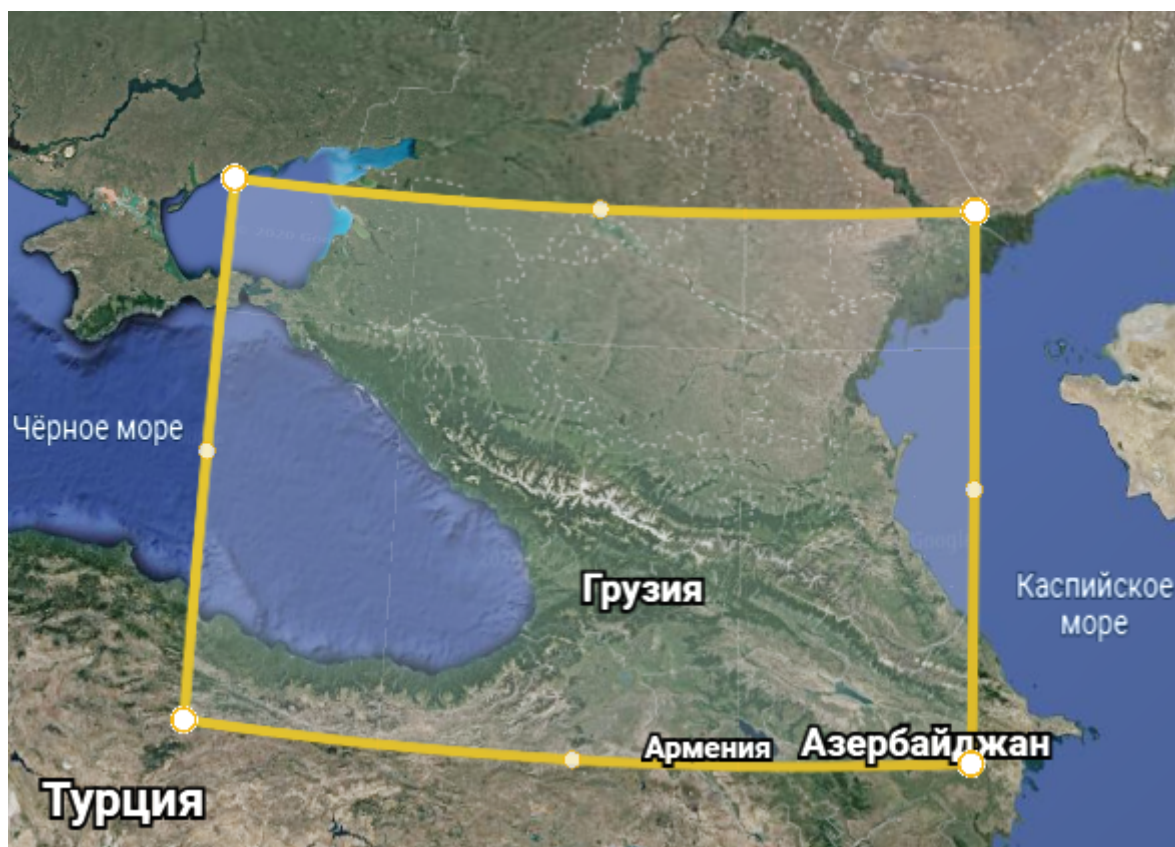 Чёрное море
Грузия
Каспийское
море
Армения
Азербайджан
Турция